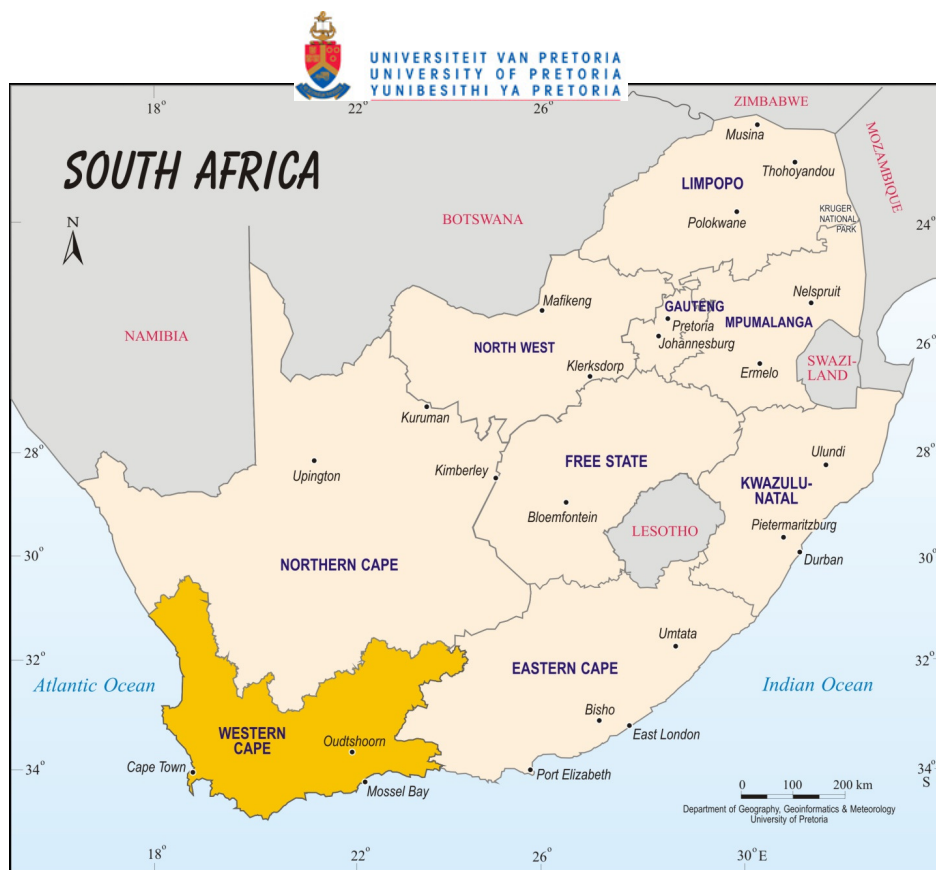 UNIVERSITEIT VAN PRETORIA
UNIVERSITY OF PRETORIA
YUNIBESITHI YA PRETORIA
18°
22°
26°
ZIMBABWE
Musina
MOZAMBIQUE
SOUTH AFRICA
Thohoyandou
LIMPOPO
KRUGER
NATIONAL
PARK
BOTSWANA
Polokwane
24°
N
Nelspruit
Mafikeng
GAUTENG
MPUMALANGA
Pretoria
NAMIBIA
Johannesburg
NORTH WEST
26°
SWAZI-
LAND
Klerksdorp
Ermelo
Kuruman
28°
28°
Ulundi
FREE STATE
Kimberley
Upington
KWAZULU-
NATAL
Bloemfontein
Pietermaritzburg
LESOTHO
30°
30°
Durban
NORTHERN CAPE
Umtata
32°
32°
EASTERN CAPE
Atlantic Ocean
Indian Ocean
Bisho
WESTERN
CAPE
East London
Oudtshoorn
34°
Cape Town
Port Elizabeth
34°
S
Mossel Bay
0 100 200 km
Department of Geography, Geoinformatics & Meteorology
University of Pretoria
18°
22°
26°
30°E